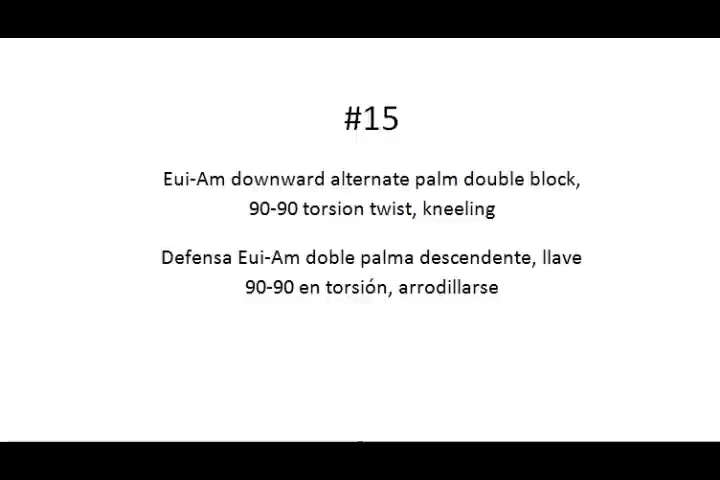 #15
Eui-Am downward alternate palm double block,
90-90 torsion twist, kneeling
Defensa Eui-Am doble palma descendente, llave
90-90 en torsión, arrodillarse